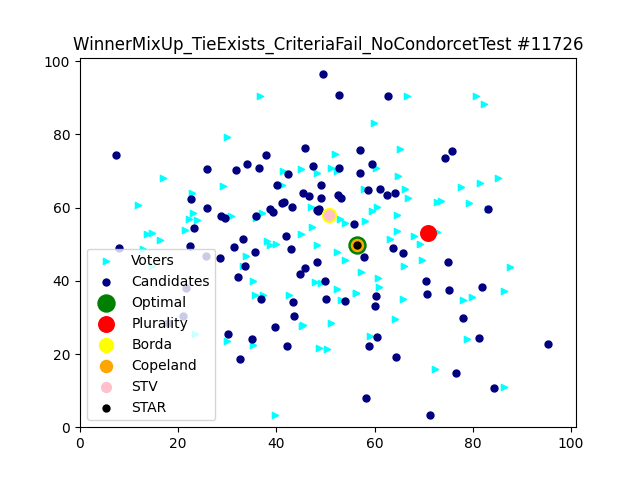 WinnerMixUp_TieExists_CriteriaFail_NoCondorcetTest #11726
100
80
60
40
20
0
0 20 40 60 80 100
Voters
Candidates
Optimal
Plurality
Borda
Copeland
STV
STAR